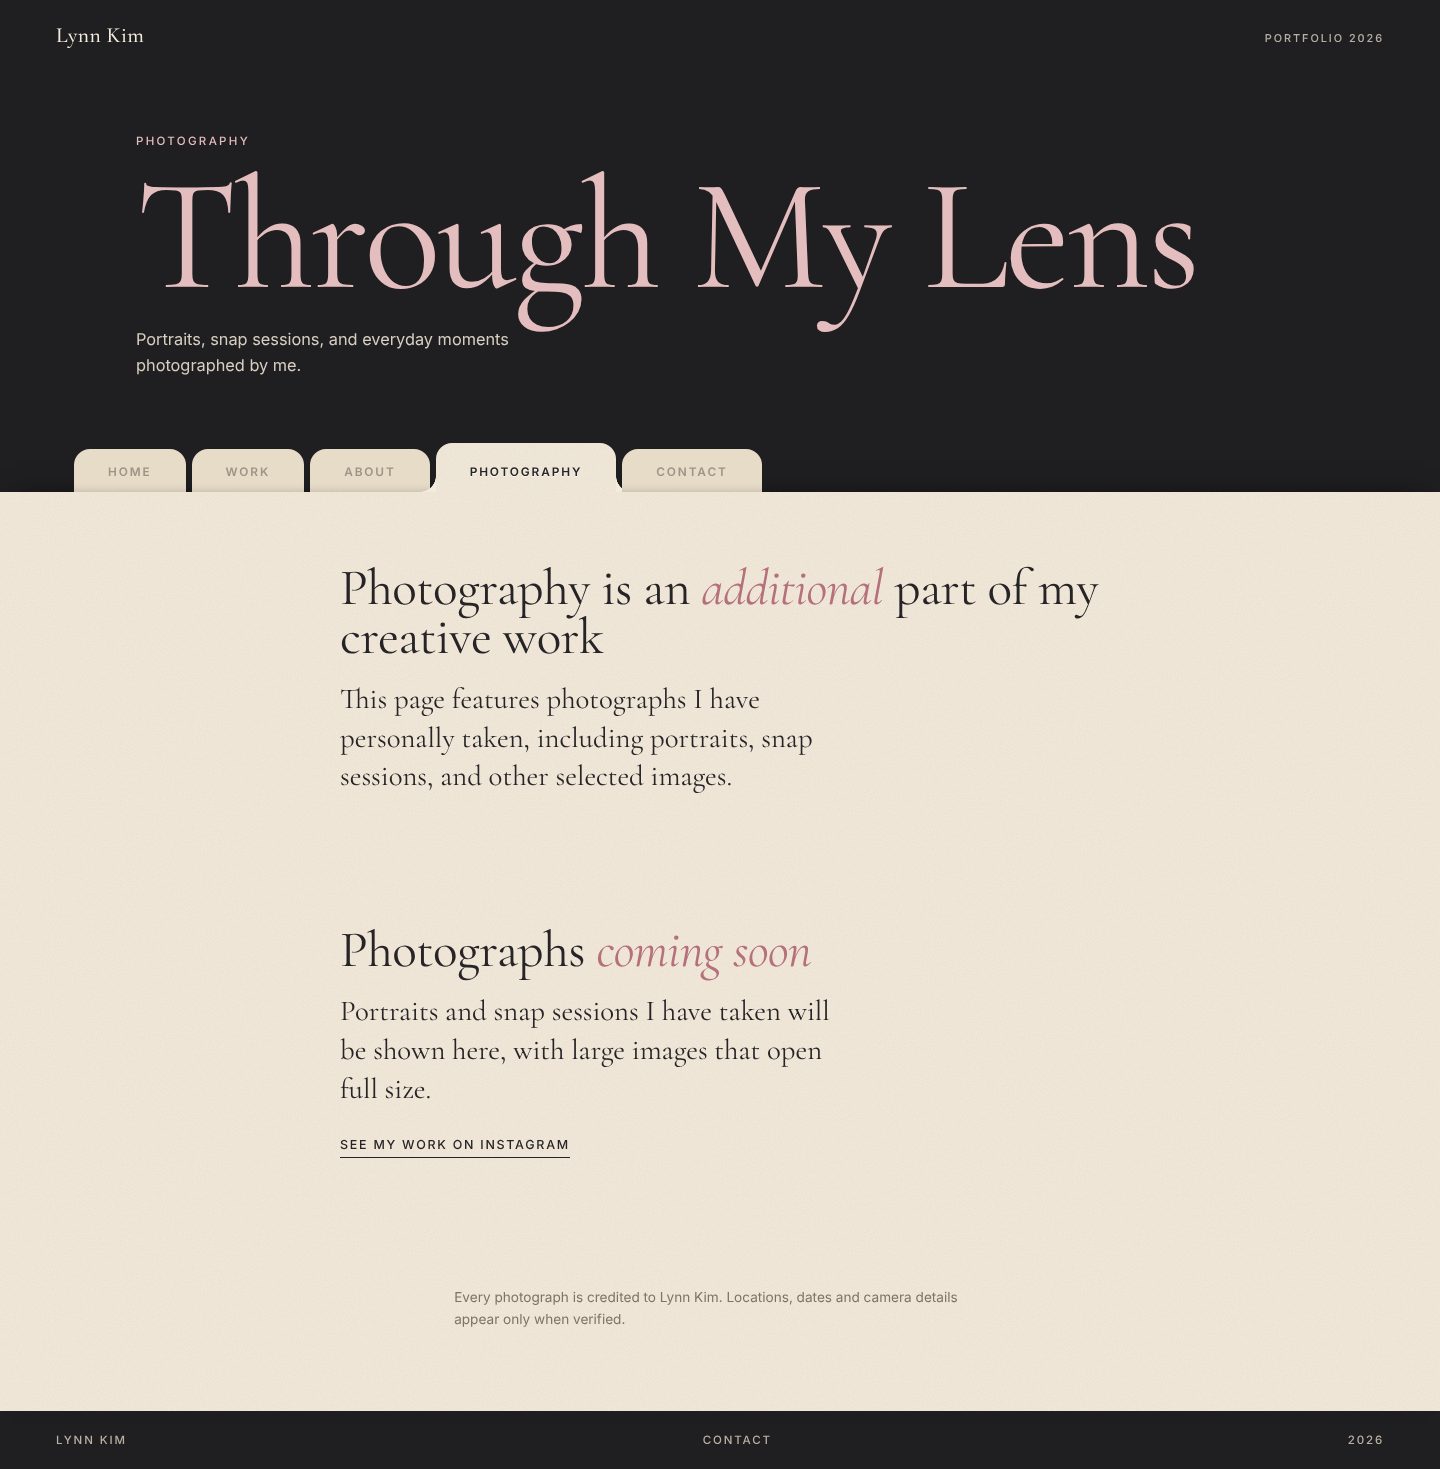 Lynn Kim
PORTFOLIO 2026
PHOTOGRAPHY
Through My Lens
Portraits, snap sessions, and everyday moments
photographed by me.
HOME
WORK
ABOUT
PHOTOGRAPHY
CONTACT
Photography is an additional part of my
creative work
This page features photographs I have
personally taken, including portraits, snap
sessions, and other selected images.
Photographs coming soon
Portraits and snap sessions I have taken will
be shown here, with large images that open
full size.
SEE MY WORK ON INSTAGRAM
Every photograph is credited to Lynn Kim. Locations, dates and camera details
appear only when verified.
LYNN KIM
CONTACT
2026